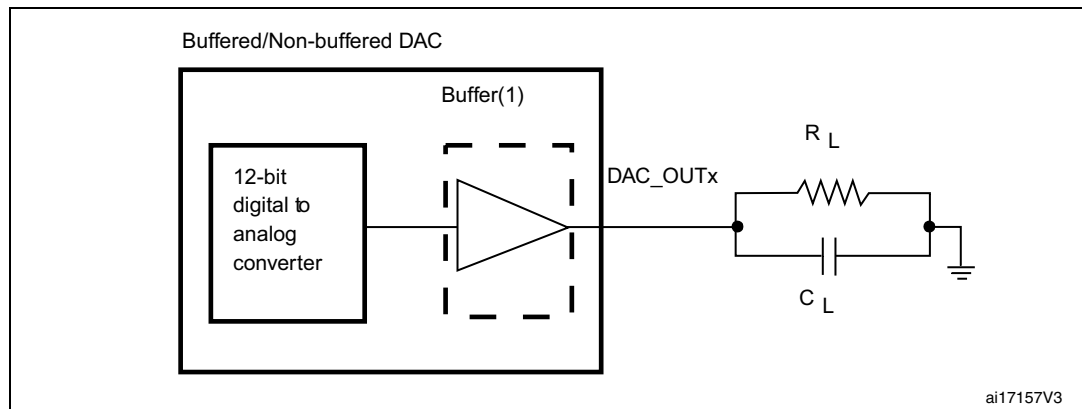 Buffered/Non-buffered DAC
Buffer(1)
12-bit
digital to
analog
converter
DAC_OUTx
R L
C L
ai17157V3